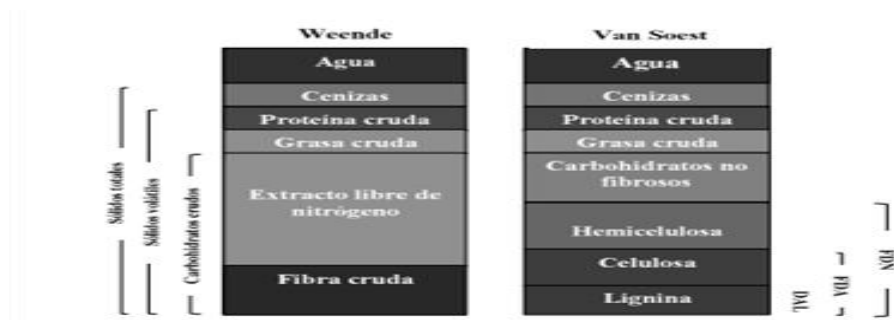 Weende
Agua
Cenizas
Proteína cruda
Grasa cruda
Extracto libre de
nitrógeno
Fibra cruda
Sólidos totales
Sólidos volátiles
Carbohidratos crudos
Van Soest
Agua
Cenizas
Proteína cruda
Grasa cruda
Carbohidratos no
fibrosos
Hemicelulosa
Celulosa
Lignina
DAL
FDA
FDN